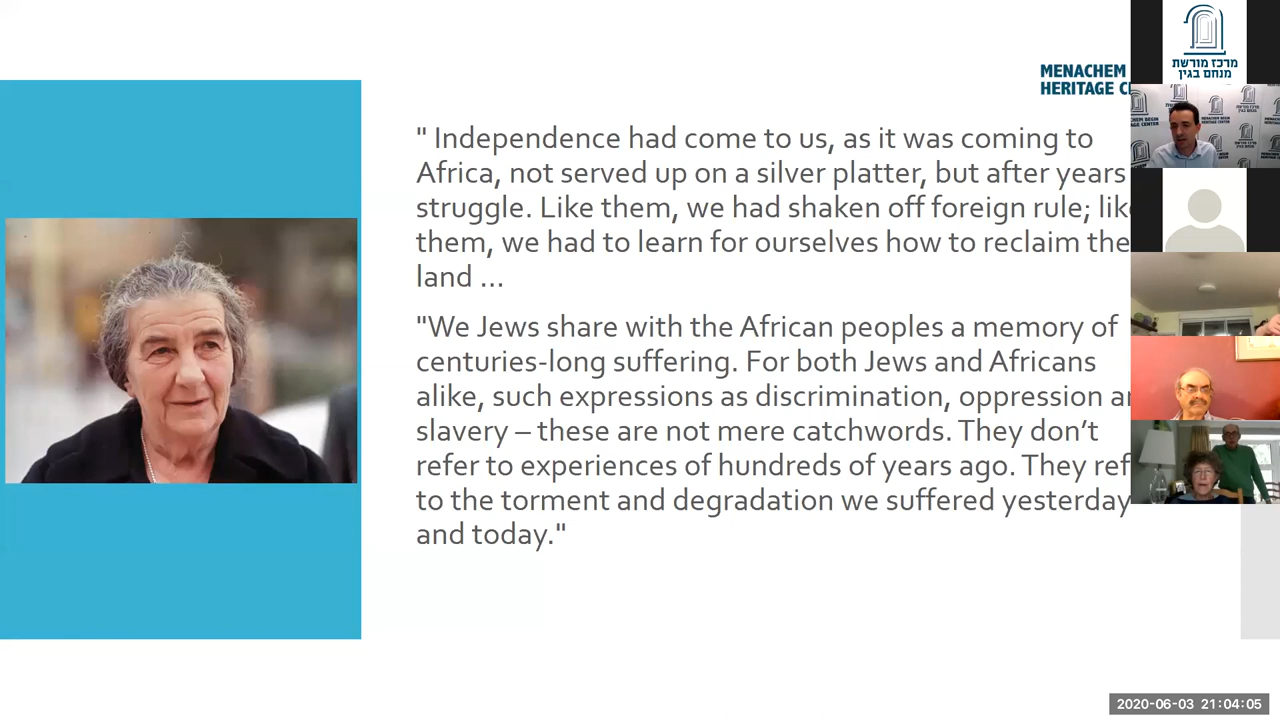 מרכז מורשת
מנחם בגין
MENACHEM
HERITAGE
" Independence had come to us, as it was coming to
Africa, not served up on a silver platter, but after years
struggle. Like them, we had shaken off foreign rule; like
them, we had to learn for ourselves how to reclaim the
land ...
"We Jews share with the African peoples a memory of
centuries-long suffering. For both Jews and Africans
alike, such expressions as discrimination, oppression
slavery – these are not mere catchwords. They don’t
refer to experiences of hundreds of years ago. They
to the torment and degradation we suffered yesterday
and today."
2020-06-03 21:04:05